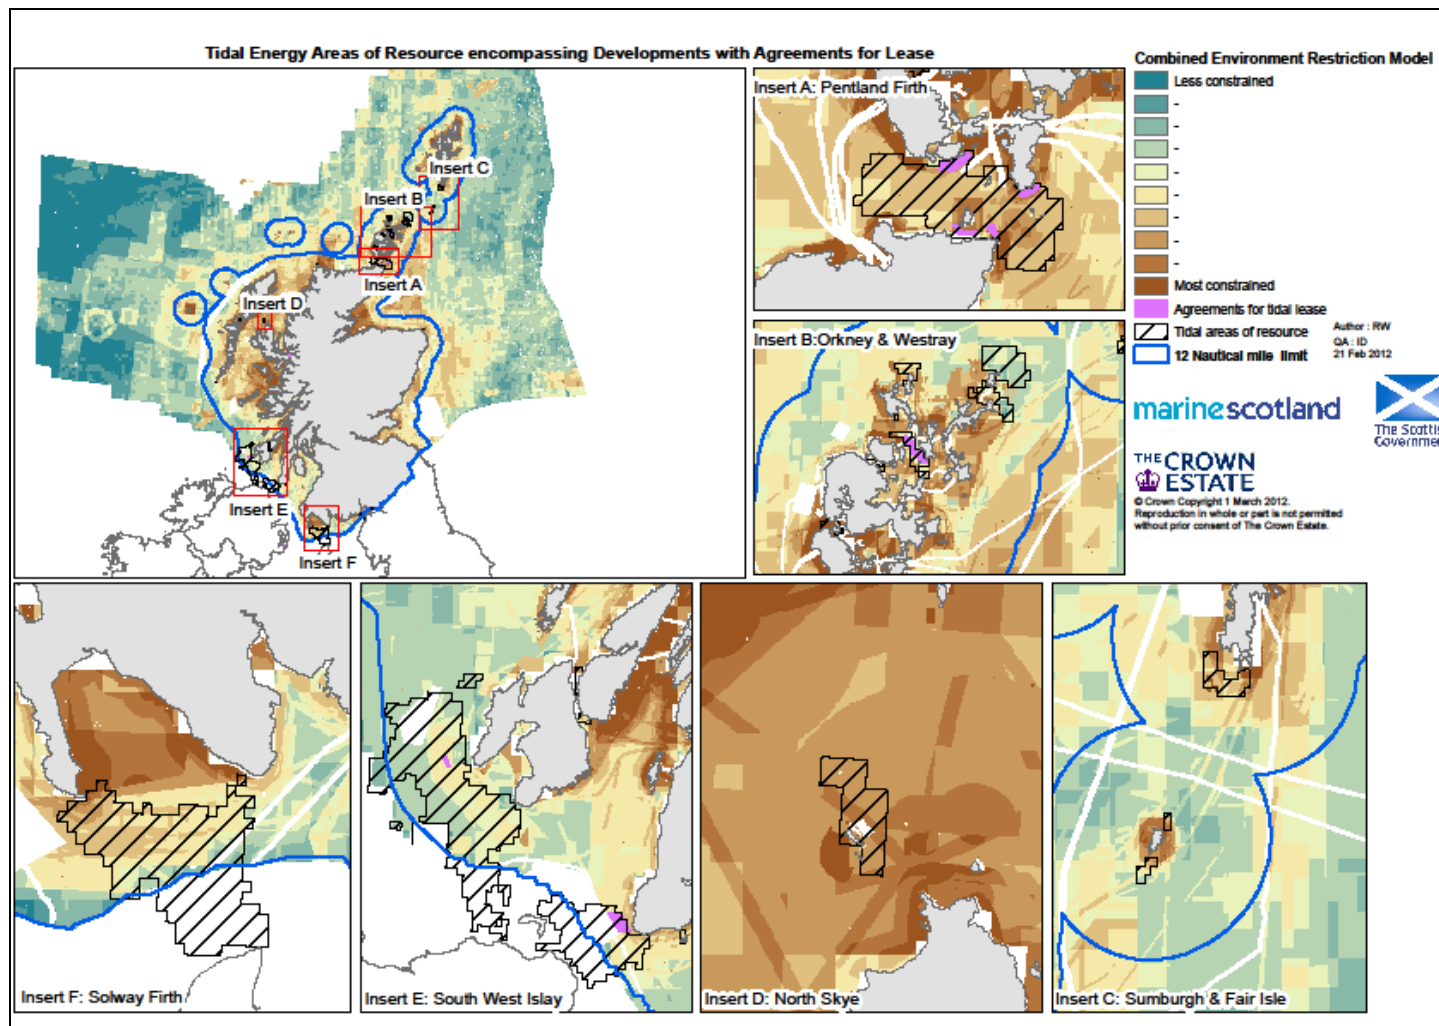 Tidal Energy Areas of Resource encompassing Developments with Agreements for Lease
Insert C
Insert B
Insert A
Insert D
Insert E
Insert F
Insert A: Pentland Firth
Insert B:Orkney & Westray
Combined Environment Restriction Model
Less constrained
-
-
-
-
-
-
-
-
Most constrained
Agreements for tidal lease
Tidal areas of resource
12 Nautical mile limit
Author : RW
QA : ID
21 Feb 2012
marinescotland
The Scottis
Governme
THE CROWN
ESTATE
© Crown Copyright 1 March 2012.
Reproduction in whole or part is not permitted
without prior consent of The Crown Estate.
Insert F: Solway Firth
Insert E: South West Islay
Insert D: North Skye
Insert C: Sumburgh & Fair Isle